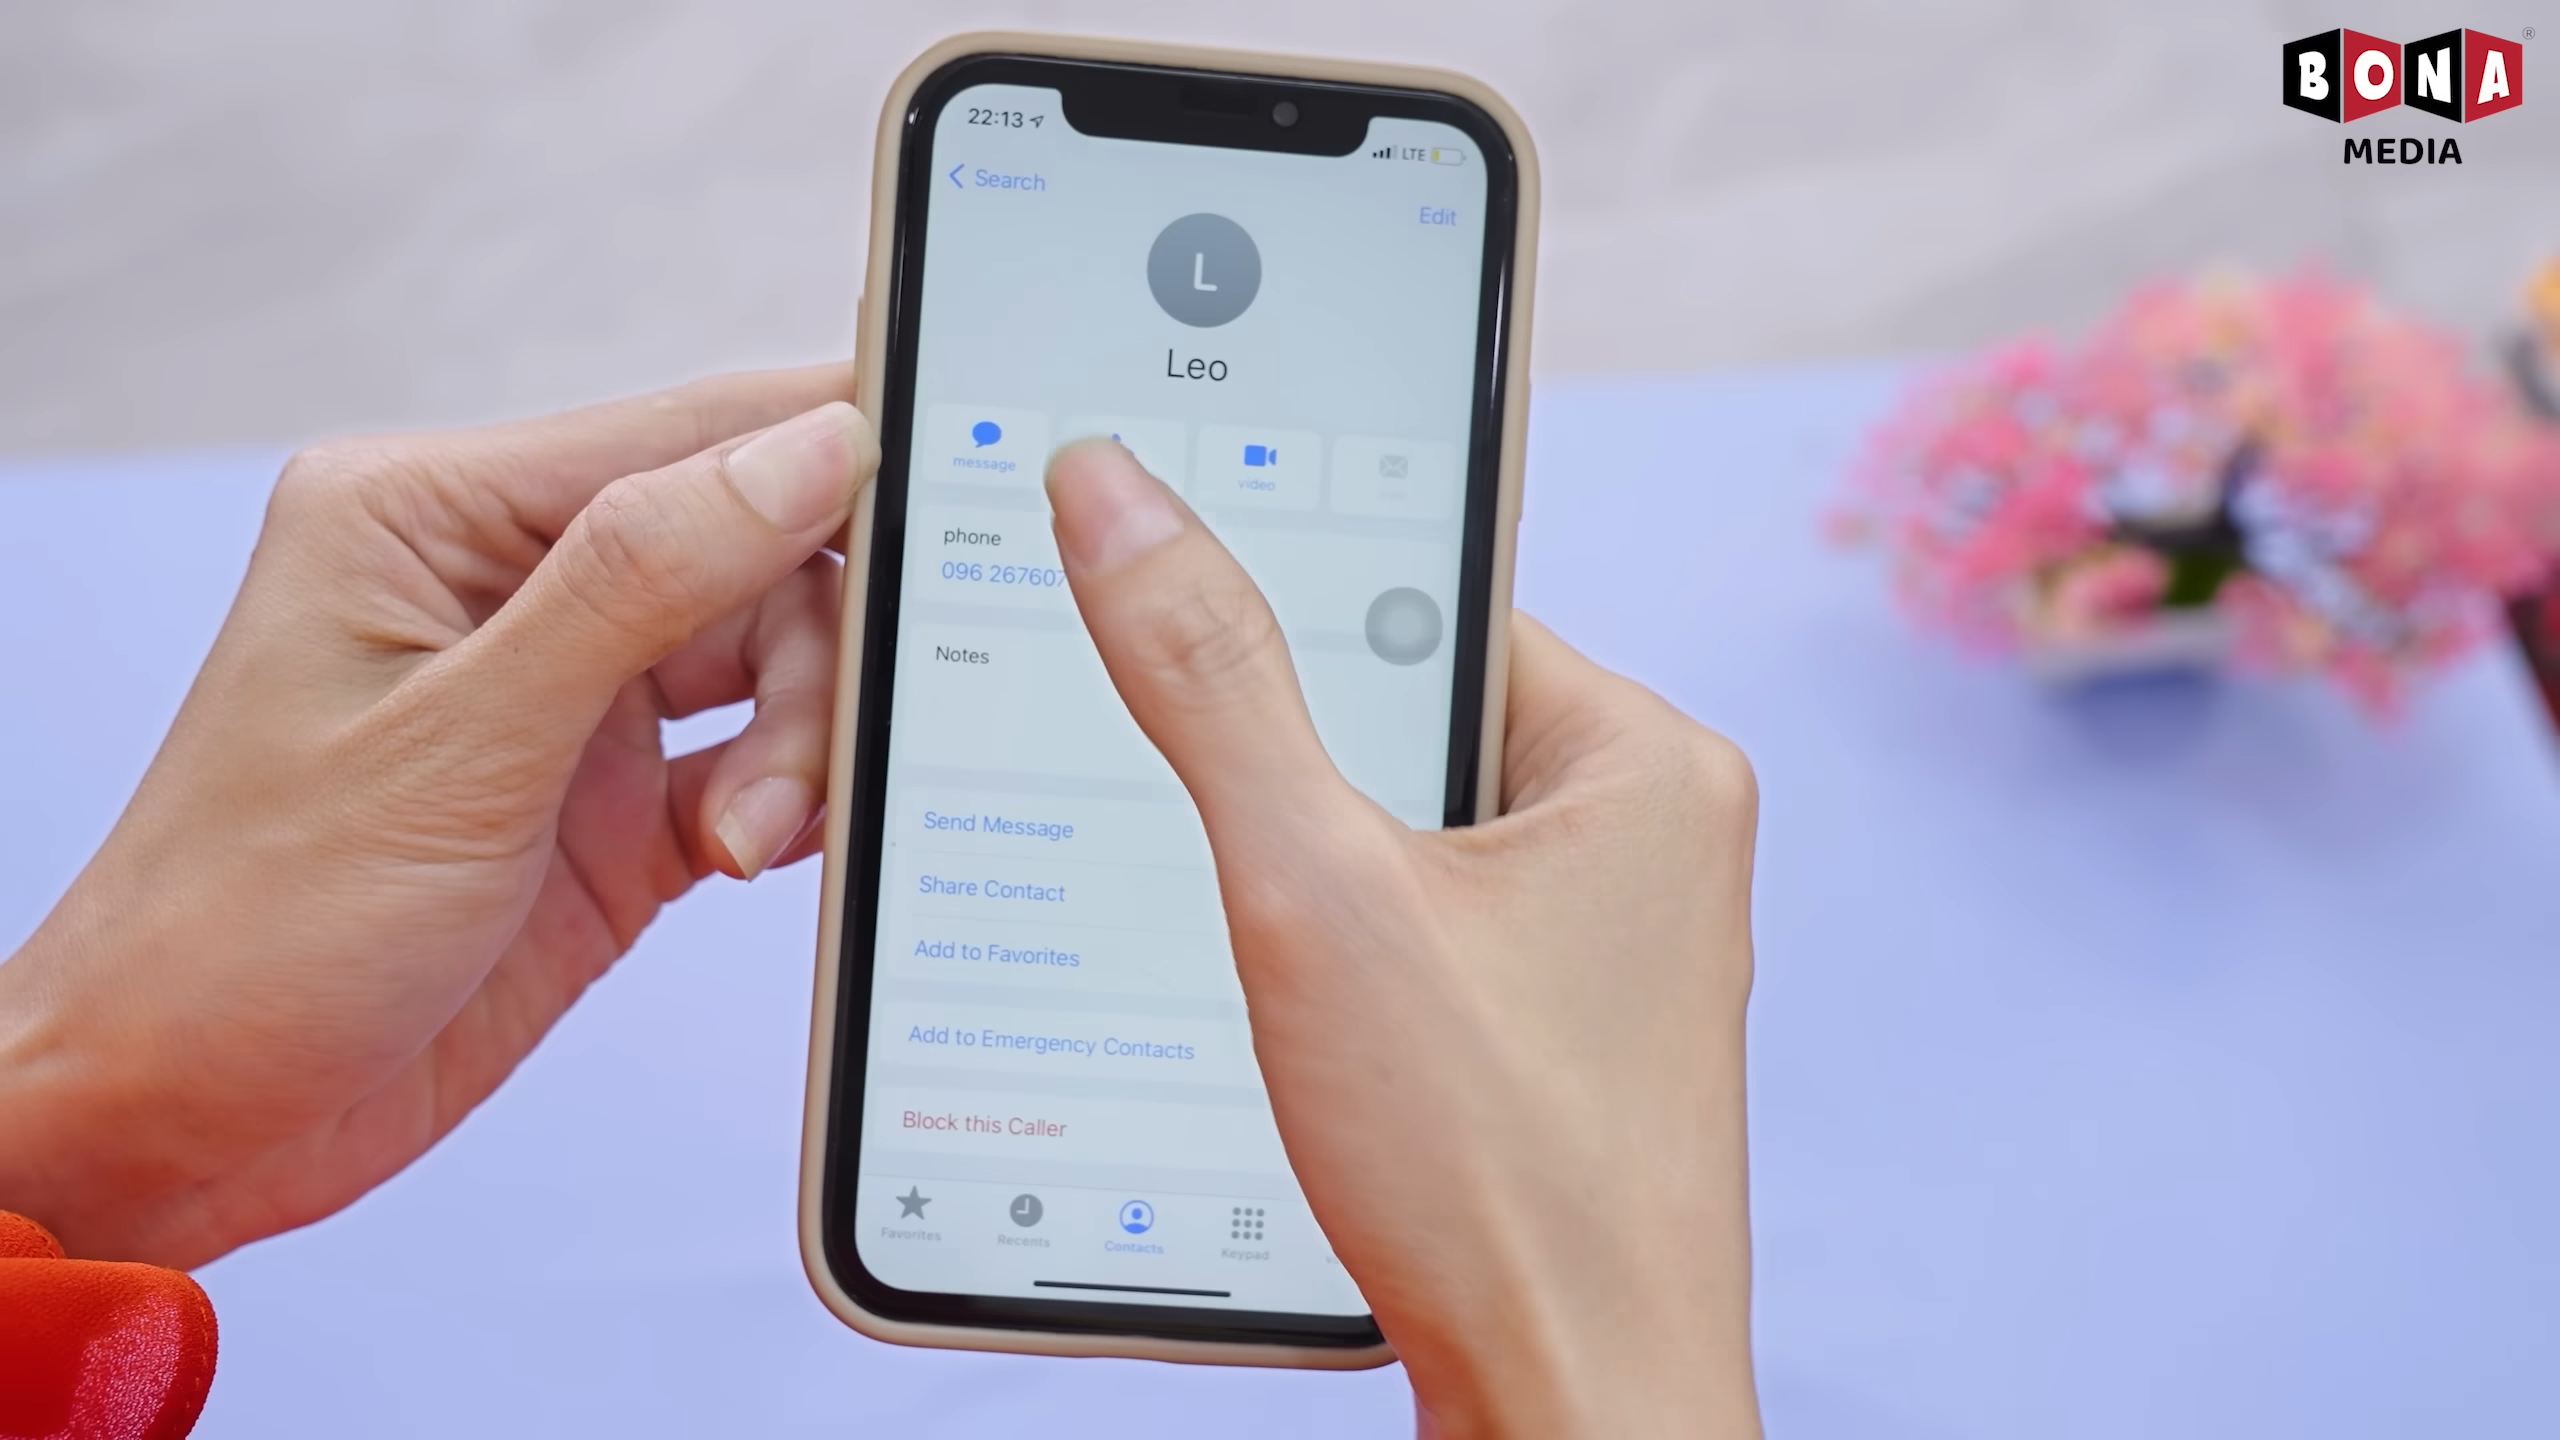 BONA
®
MEDIA
22:13
LTE
Search
Edit
L
Leo
message
video
phone
096 267607
Notes
Send Message
Share Contact
Add to Favorites
Add to Emergency Contacts
Block this Caller
Favorites
Recents
Contacts
Keypad